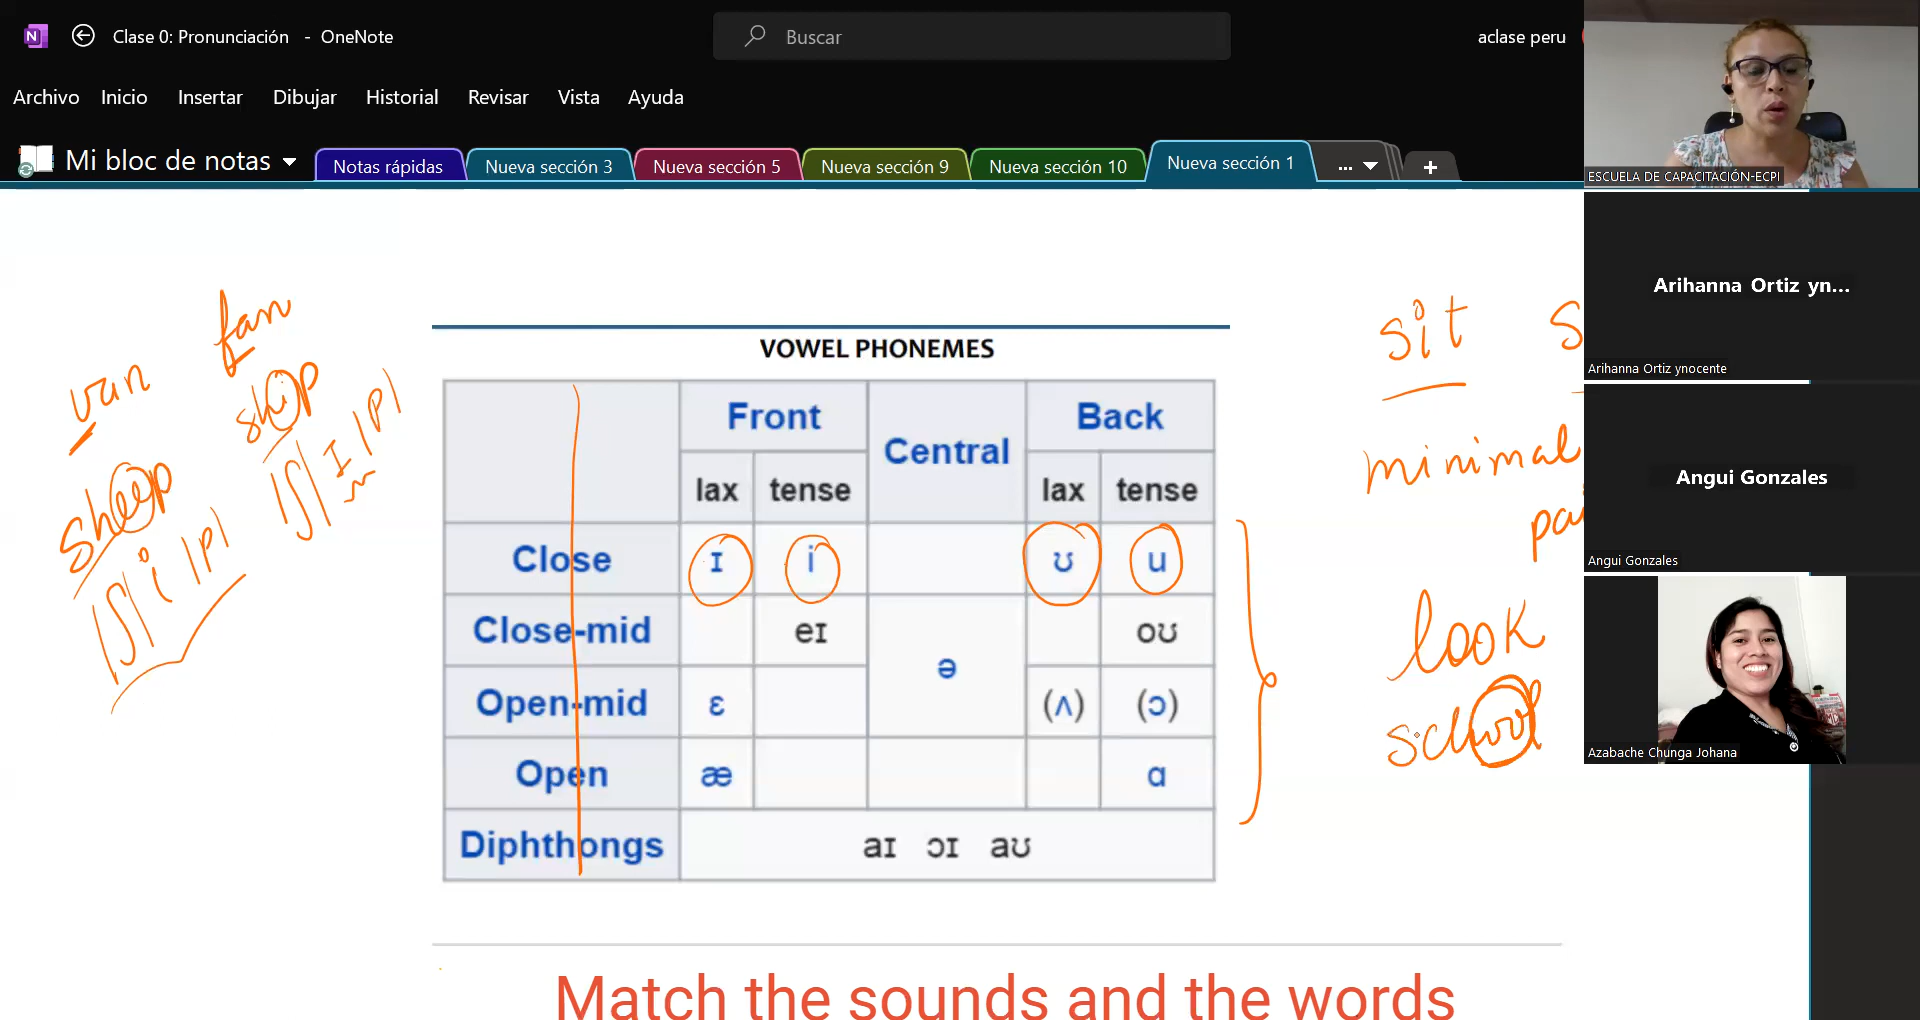 Clase 0: Pronunciación - OneNote
Buscar
aclase peru
Archivo Inicio Insertar Dibujar Historial Revisar Vista Ayuda
Mi bloc de notas
Notas rápidas Nueva sección 3 Nueva sección 5 Nueva sección 9 Nueva sección 10 Nueva sección 1 ... +
ESCUELA DE CAPACITACIÓN-ECPI
Arihanna Ortiz yn...
Arihanna Ortiz ynocente
Angui Gonzales
Angui Gonzales
Azabache Chunga Johana
van fan
sheep ship
/ʃ/ i /p/ /ʃ/ I /p/
VOWEL PHONEMES
Front Central Back
lax tense lax tense
Close ɪ i ʊ u
Close-mid eɪ ə oʊ
Open-mid ɛ (ʌ) (ɔ)
Open æ ɑ
Diphthongs aɪ ɔɪ aʊ
sit s
minimal
pa
look
school
Match the sounds and the words